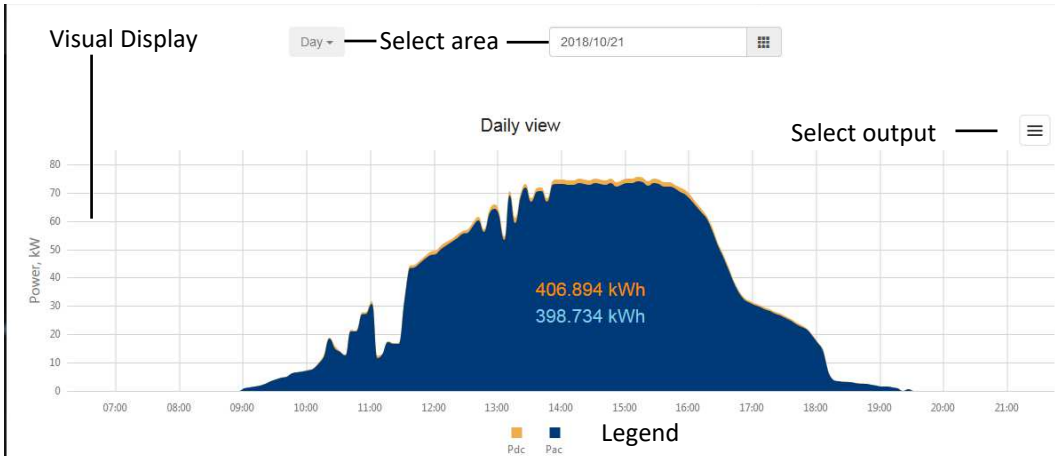 Visual Display
Day
Select area
2018/10/21
Daily view
Select output
80
70
60
50
40
30
20
10
0
Power, kW
406.894 kWh
398.734 kWh
07:00 08:00 09:00 10:00 11:00 12:00 13:00 14:00 15:00 16:00 17:00 18:00 19:00 20:00 21:00
Pdc Pac
Legend